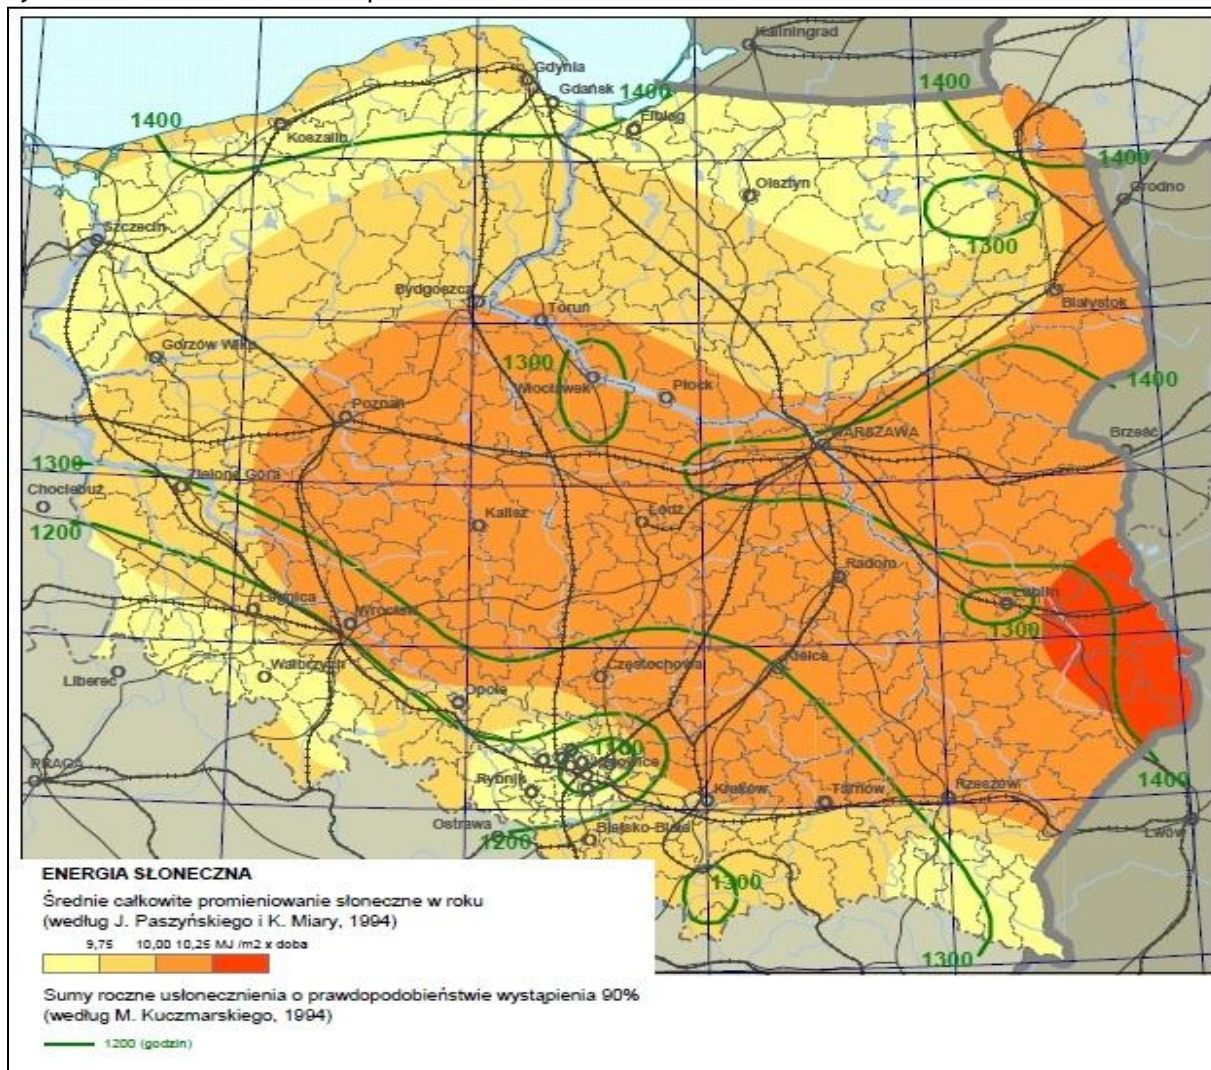 Kaliningrad
Gdynia
1400
1400
Gdańsk
1400
Elbląg
Koszalin
1400
Grodno
Olsztyn
Szczecin
1300
Bydgoszcz
Białystok
Toruń
Gorzów Wlkp.
1300
Włocławek
Płock
1400
Poznań
WARSZAWA
Brześć
1300
Zielona Góra
Chociebuż
Kalisz
Łódź
1200
Radom
Legnica
Lublin
Wrocław
1300
Kielce
Liberec
Wałbrzych
Częstochowa
Opole
1100
PRAGA
Katowice
1400
Rybnik
Kraków
Tarnów
Rzeszów
Ostrawa
Lwów
1200
Bielsko-Biała
1300
1300
ENERGIA SŁONECZNA
Średnie całkowite promieniowanie słoneczne w roku
(według J. Paszyńskiego i K. Miary, 1994)
9,75 10,00 10,25 MJ /m2 x doba
Sumy roczne usłonecznienia o prawdopodobieństwie wystąpienia 90%
(według M. Kuczmarskiego, 1994)
1200 (godzin)